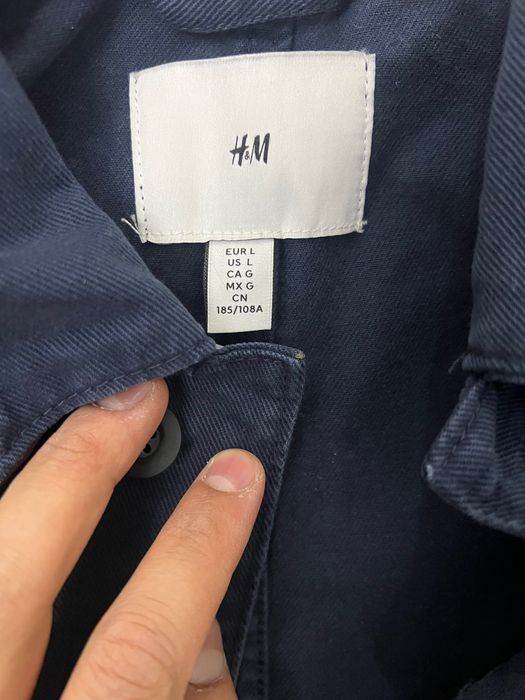 H&M
EUR L
US L
CA G
MX G
CN
185/108A